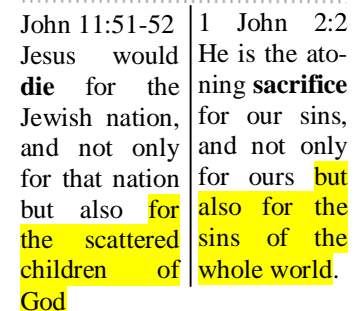 John 11:51-52
Jesus would
die for the
Jewish nation,
and not only
for that nation
but also for
the scattered
children of
God
1 John 2:2
He is the ato-
ning sacrifice
for our sins,
and not only
for ours but
also for the
sins of the
whole world.